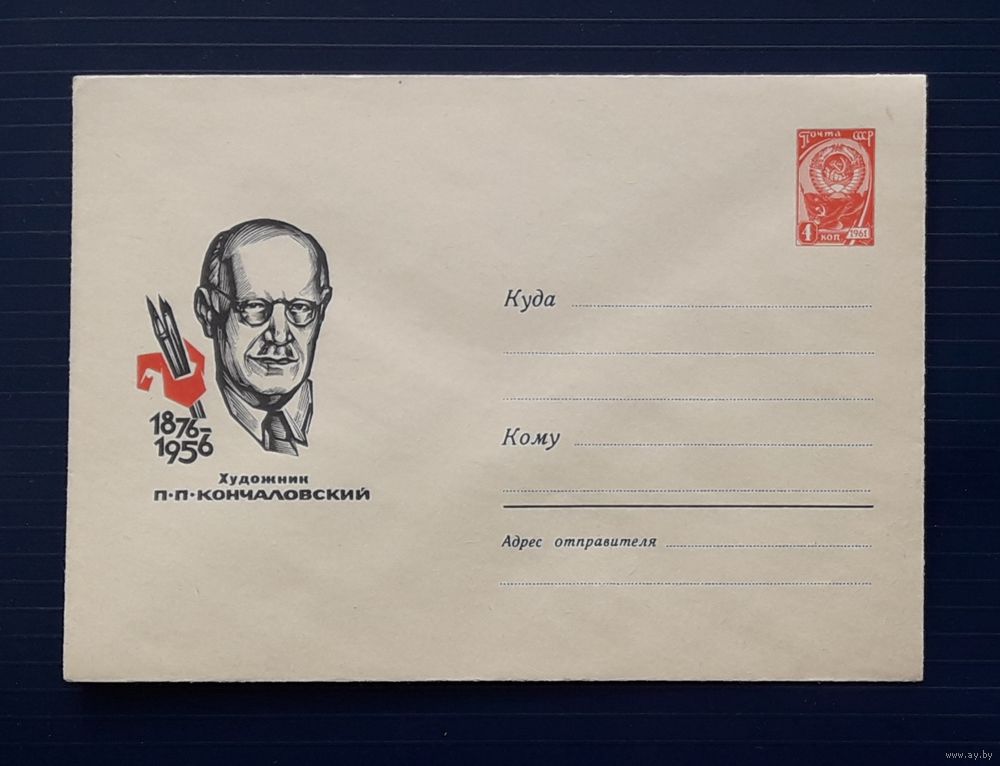 Почта СССР
4 коп. 1961
Куда
Кому
Адрес отправителя
1876–
1956
Художник
П•П•КОНЧАЛОВСКИЙ
www.ay.by